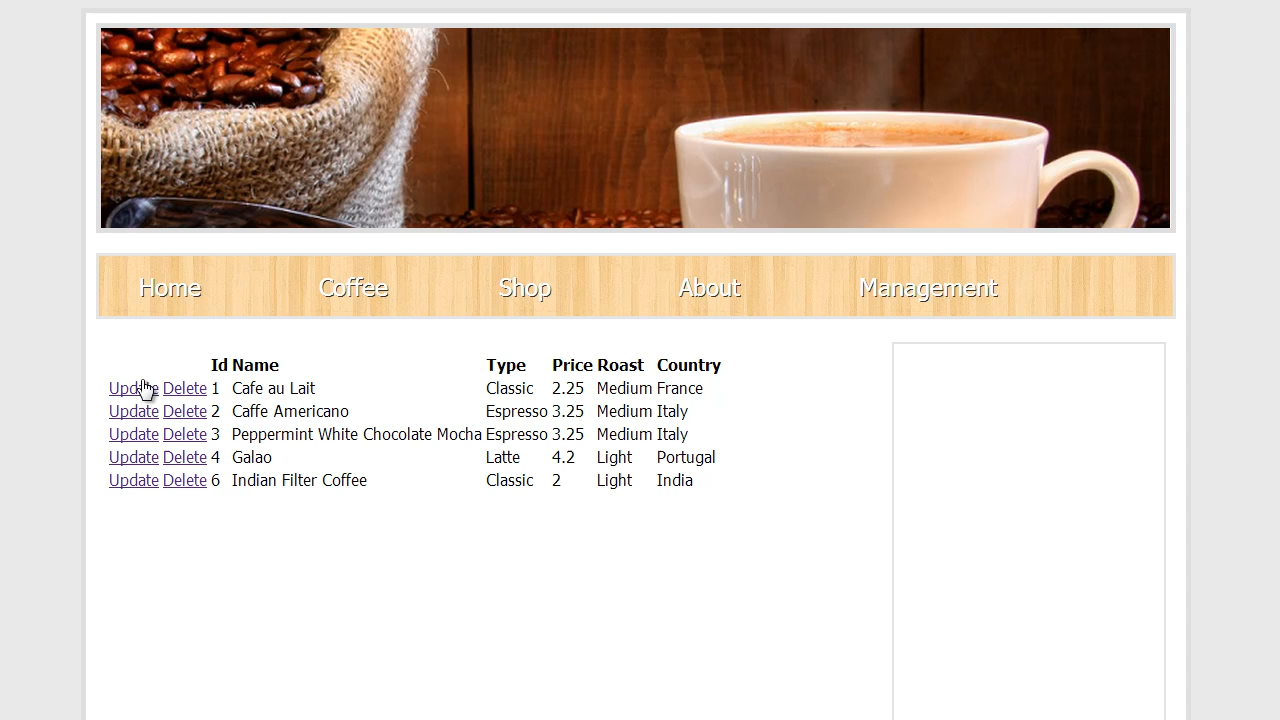 Home Coffee Shop About Management
Id Name Type Price Roast Country
Update Delete 1 Cafe au Lait Classic 2.25 Medium France
Update Delete 2 Caffe Americano Espresso 3.25 Medium Italy
Update Delete 3 Peppermint White Chocolate Mocha Espresso 3.25 Medium Italy
Update Delete 4 Galao Latte 4.2 Light Portugal
Update Delete 6 Indian Filter Coffee Classic 2 Light India